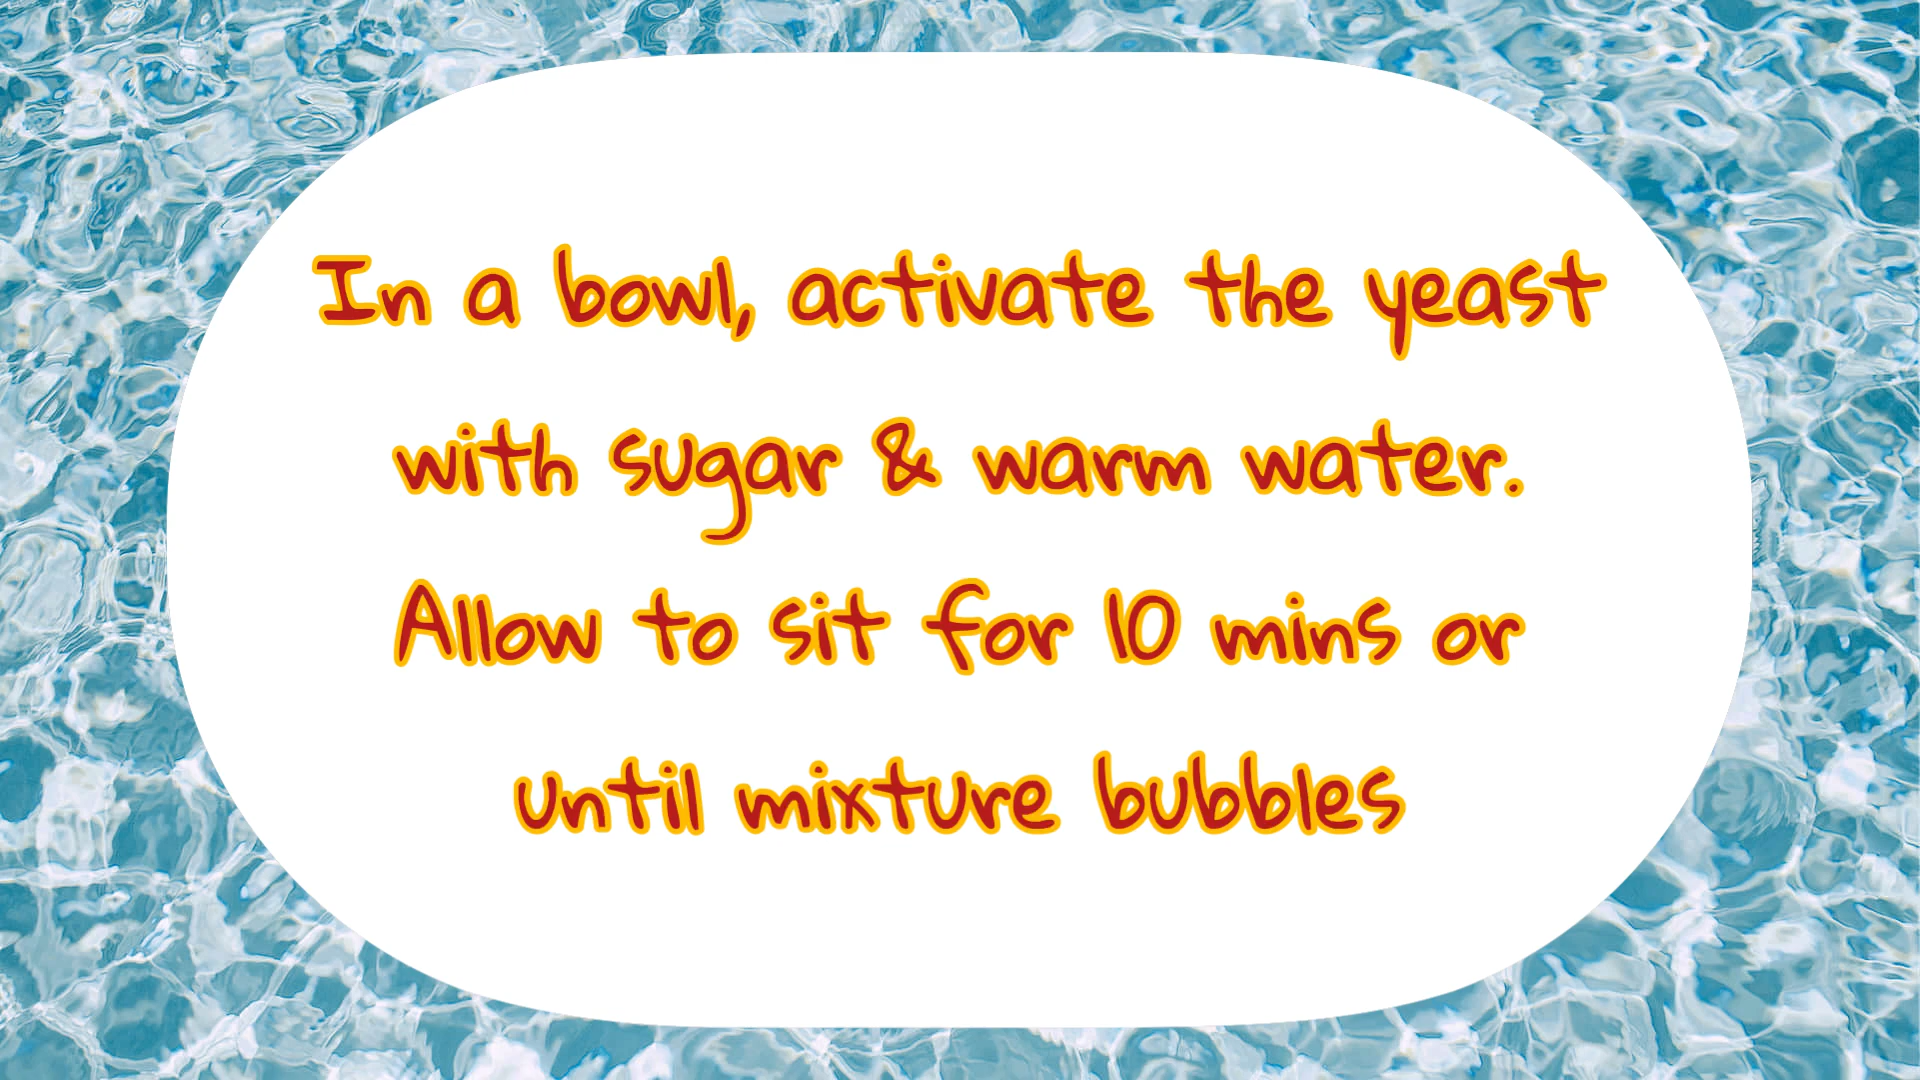 In a bowl, activate the yeast
with sugar & warm water.
Allow to sit for 10 mins or
until mixture bubbles